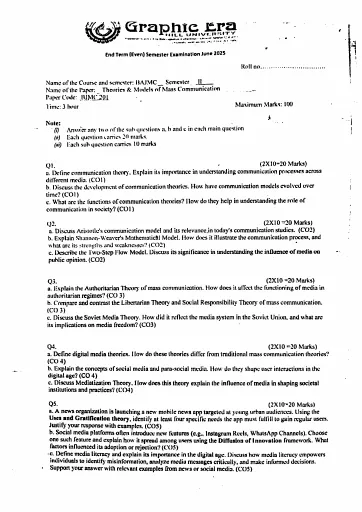 Graphic Era
HILL UNIVERSITY
End Term (Even) Semester Examination June 2025
Roll no..............................
Name of the Course and semester: BAJMC Semester II
Name of the Paper: Theories & Models of Mass Communication
Paper Code: BJMC 201
Time: 3 hour Maximum Marks: 100
Note:
(i) Answer any two of the sub questions a, b and c in each main question
(ii) Each question carries 20 marks
(iii) Each sub question carries 10 marks
Q1. (2X10=20 Marks)
a. Define communication theory. Explain its importance in understanding communication processes across
different media. (CO1)
b. Discuss the development of communication theories. How have communication models evolved over
time? (CO1)
c. What are the functions of communication theories? How do they help in understanding the role of
communication in society? (CO1)
Q2. (2X10 =20 Marks)
a. Discuss Aristotle's communication model and its relevance in today's communication studies. (CO2)
b. Explain Shannon-Weaver's Mathematical Model. How does it illustrate the communication process, and
what are its strengths and weaknesses? (CO2)
c. Describe the Two-Step Flow Model. Discuss its significance in understanding the influence of media on
public opinion. (CO2)
Q3. (2X10 =20 Marks)
a. Explain the Authoritarian Theory of mass communication. How does it affect the functioning of media in
authoritarian regimes? (CO 3)
b. Compare and contrast the Libertarian Theory and Social Responsibility Theory of mass communication.
(CO 3)
c. Discuss the Soviet Media Theory. How did it reflect the media system in the Soviet Union, and what are
its implications on media freedom? (CO3)
Q4. (2X10=20 Marks)
a. Define digital media theories. How do these theories differ from traditional mass communication theories?
(CO 4)
b. Explain the concepts of social media and para-social media. How do they shape user interactions in the
digital age? (CO 4)
c. Discuss Mediatization Theory. How does this theory explain the influence of media in shaping societal
institutions and practices? (CO4)
Q5. (2X10=20 Marks)
a. A news organization is launching a new mobile news app targeted at young urban audiences. Using the
Uses and Gratification theory, identify at least four specific needs the app must fulfill to gain regular users.
Justify your response with examples. (CO5)
b. Social media platforms often introduce new features (e.g., Instagram Reels, WhatsApp Channels). Choose
one such feature and explain how it spread among users using the Diffusion of Innovation framework. What
factors influenced its adoption or rejection? (CO5)
c. Define media literacy and explain its importance in the digital age. Discuss how media literacy empowers
individuals to identify misinformation, analyze media messages critically, and make informed decisions.
Support your answer with relevant examples from news or social media. (CO5)